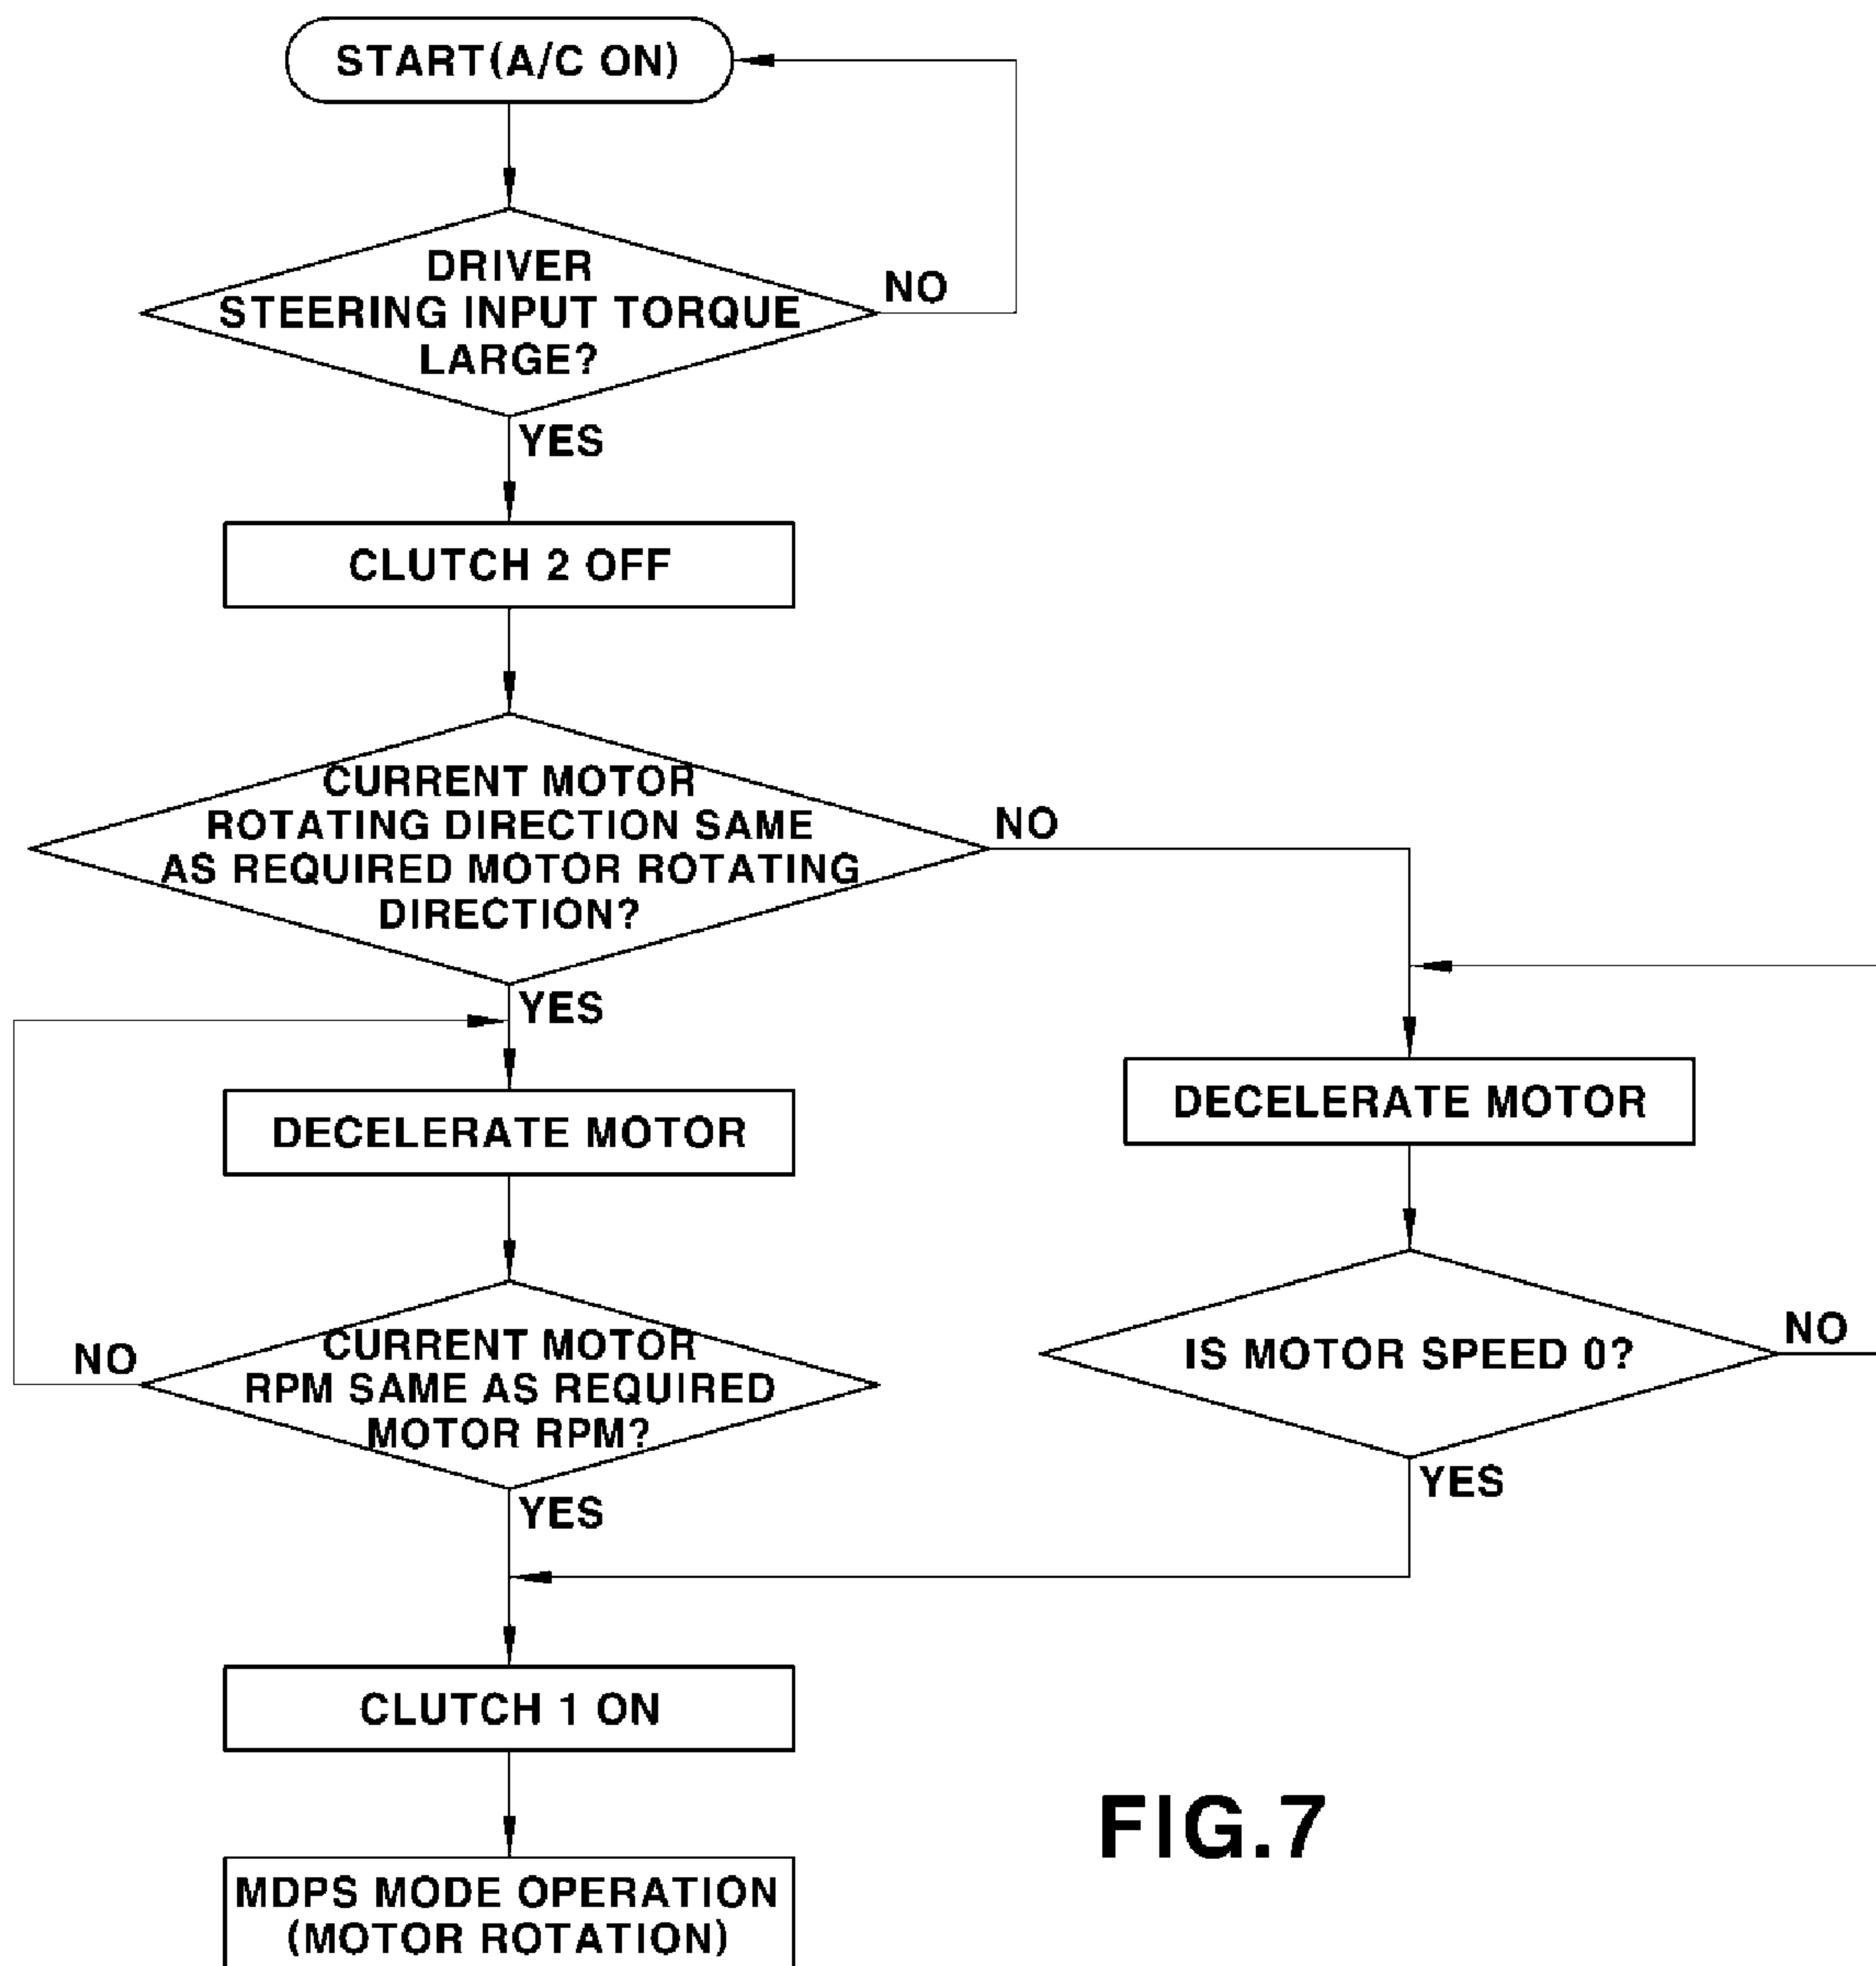 START(A/C ON)
DRIVER
STEERING INPUT TORQUE
LARGE?
NO
YES
CLUTCH 2 OFF
CURRENT MOTOR
ROTATING DIRECTION SAME
AS REQUIRED MOTOR ROTATING
DIRECTION?
NO
YES
DECELERATE MOTOR
DECELERATE MOTOR
CURRENT MOTOR
RPM SAME AS REQUIRED
MOTOR RPM?
NO
YES
IS MOTOR SPEED 0?
NO
YES
CLUTCH 1 ON
MDPS MODE OPERATION
(MOTOR ROTATION)
FIG.7